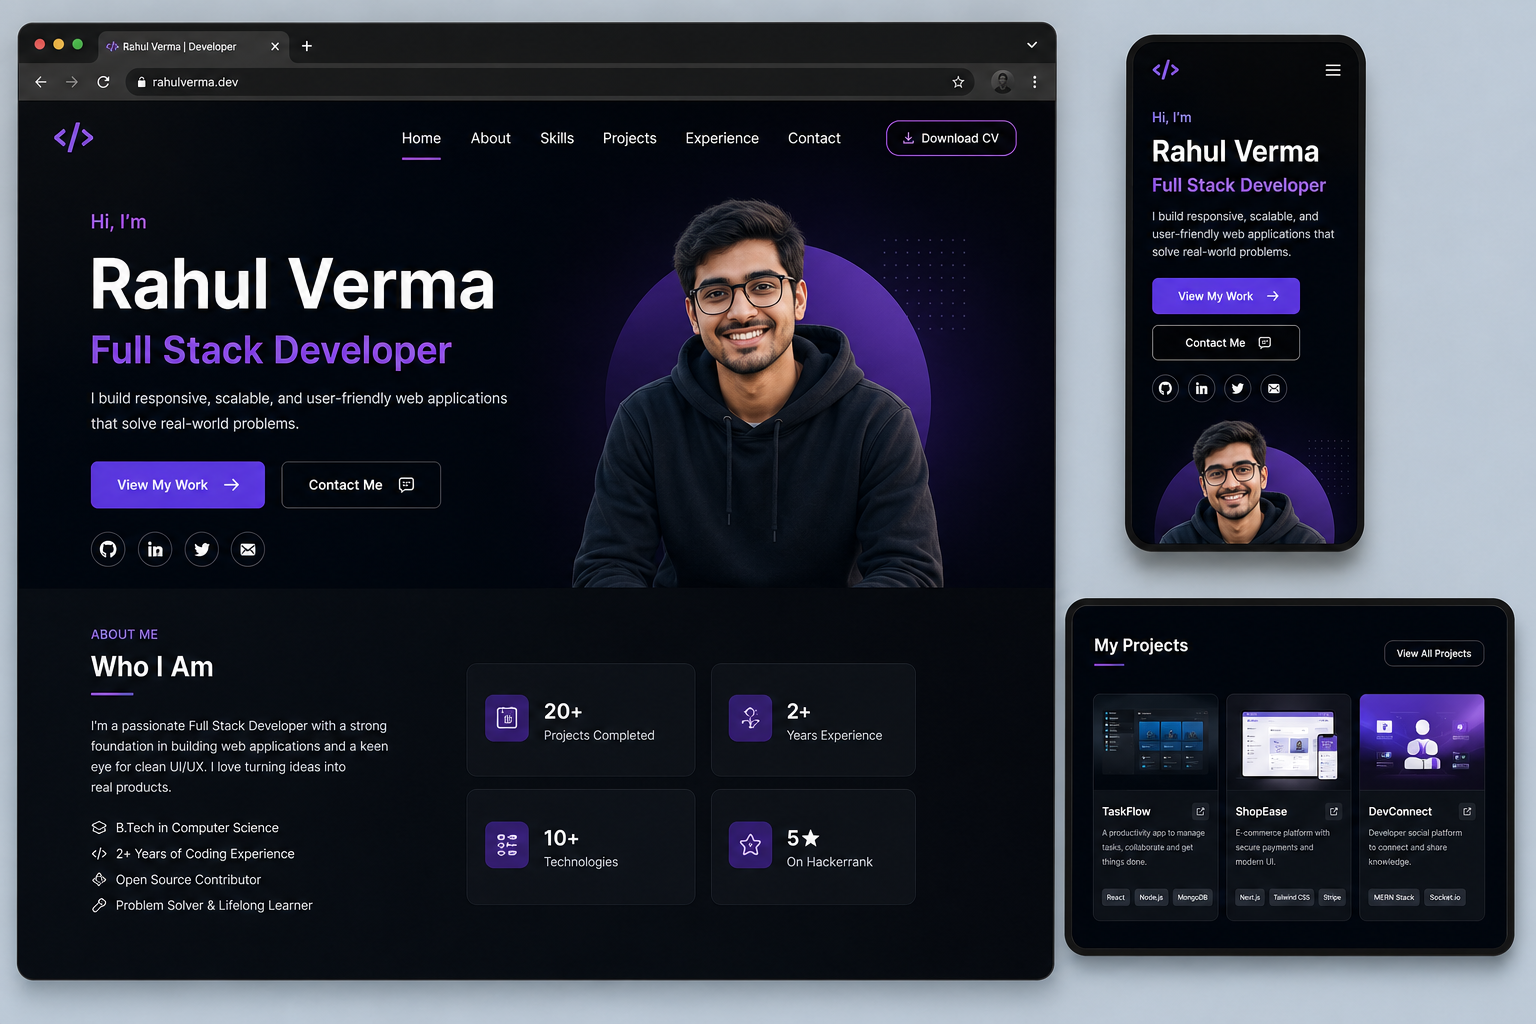 </> Rahul Verma | Developer
rahulverma.dev
</>
Home About Skills Projects Experience Contact Download CV
Hi, I'm
Rahul Verma
Full Stack Developer
I build responsive, scalable, and user-friendly web applications
that solve real-world problems.
View My Work Contact Me
in
ABOUT ME
Who I Am
I'm a passionate Full Stack Developer with a strong
foundation in building web applications and a keen
eye for clean UI/UX. I love turning ideas into
real products.
B.Tech in Computer Science
</> 2+ Years of Coding Experience
Open Source Contributor
Problem Solver & Lifelong Learner
20+
Projects Completed
2+
Years Experience
10+
Technologies
5★
On Hackerrank
</>
Hi, I'm
Rahul Verma
Full Stack Developer
I build responsive, scalable, and
user-friendly web applications that
solve real-world problems.
View My Work
Contact Me
in
My Projects
View All Projects
TaskFlow
A productivity app to manage
tasks, collaborate and get
things done.
React Node.js MongoDB
ShopEase
E-commerce platform with
secure payments and
modern UI.
Next.js Tailwind CSS Stripe
DevConnect
Developer social platform
to connect and share
knowledge.
MERN Stack Socket.io